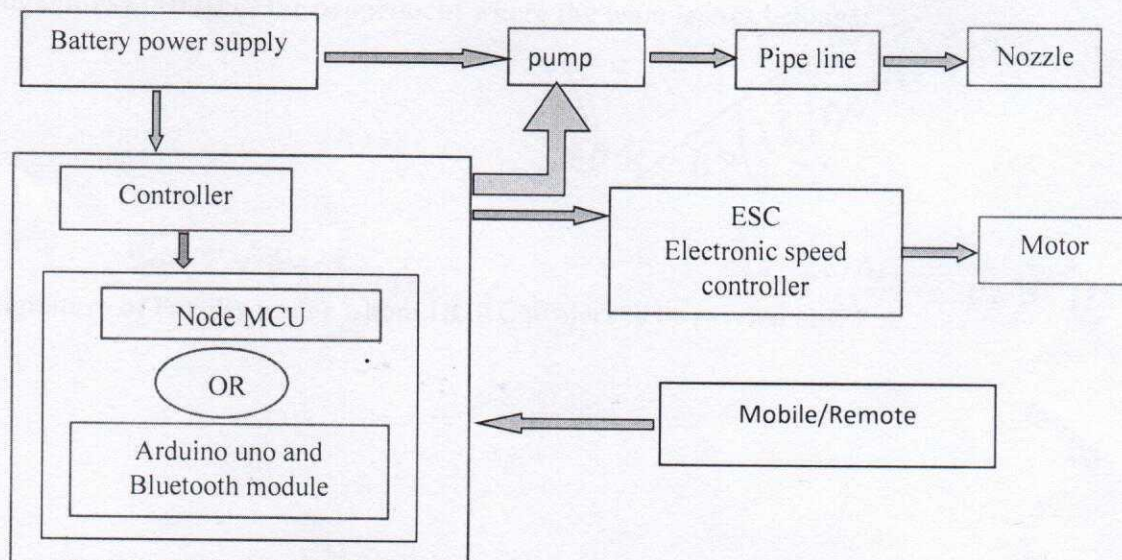 Battery power supply
pump
Pipe line
Nozzle
Controller
ESC
Electronic speed
controller
Motor
Node MCU
OR
Mobile/Remote
Arduino uno and
Bluetooth module